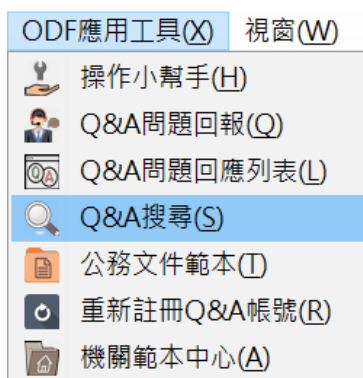 ODF應用工具(X) 視窗(W)
操作小幫手(H)
Q&A問題回報(Q)
Q&A問題回應列表(L)
Q&A搜尋(S)
公務文件範本(T)
重新註冊Q&A帳號(R)
機關範本中心(A)